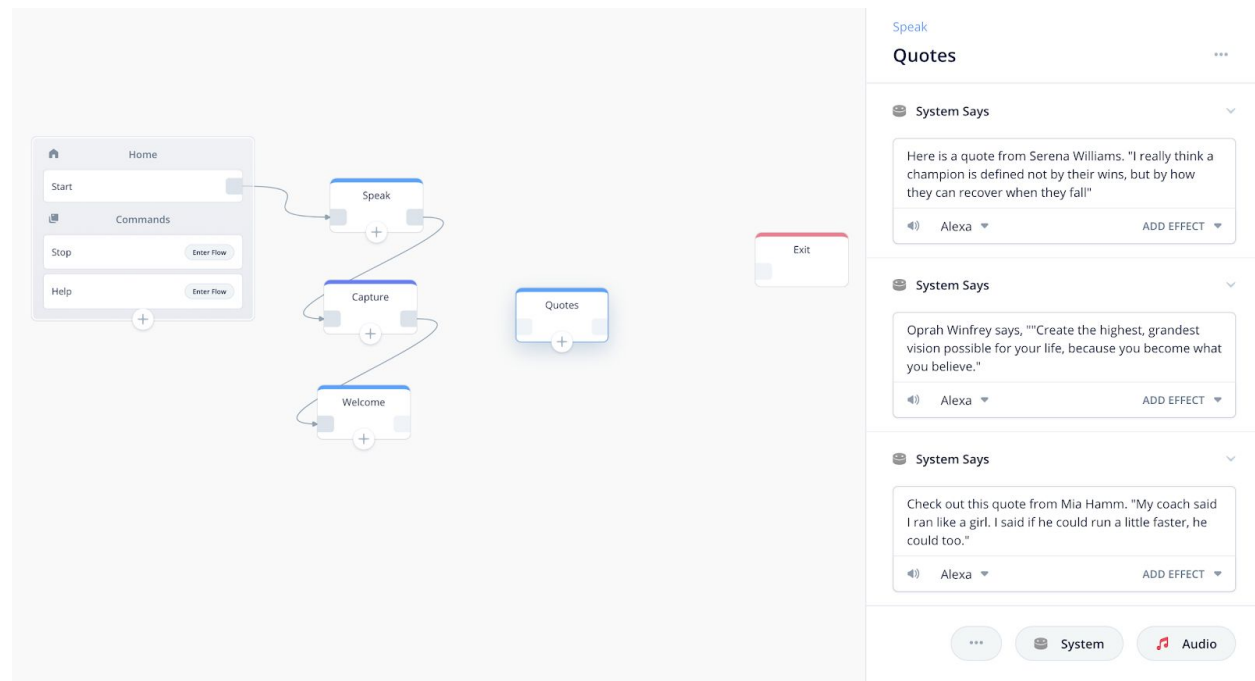 Home
Start
Commands
Stop
Enter Flow
Help
Enter Flow
Speak
Capture
Welcome
Quotes
Exit
Speak
Quotes
System Says
Here is a quote from Serena Williams. "I really think a
champion is defined not by their wins, but by how
they can recover when they fall"
Alexa
ADD EFFECT
System Says
Oprah Winfrey says, ""Create the highest, grandest
vision possible for your life, because you become what
you believe."
Alexa
ADD EFFECT
System Says
Check out this quote from Mia Hamm. "My coach said
I ran like a girl. I said if he could run a little faster, he
could too."
Alexa
ADD EFFECT
System
Audio